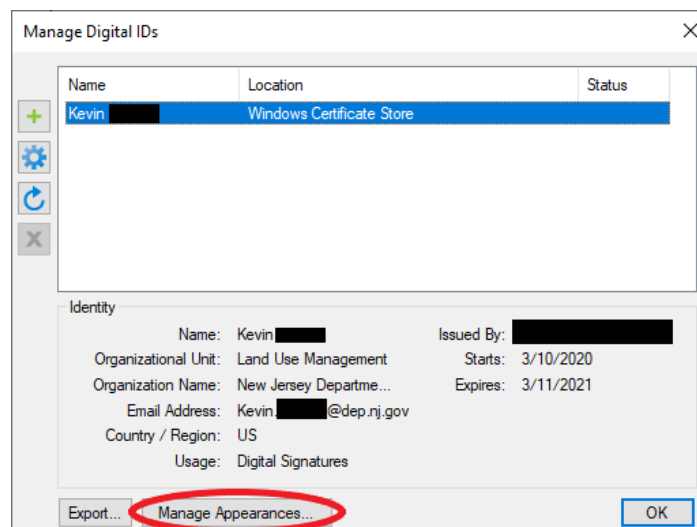 Manage Digital IDs
Name Location Status
Kevin Windows Certificate Store
Identity
Name: Kevin Issued By:
Organizational Unit: Land Use Management Starts: 3/10/2020
Organization Name: New Jersey Departme... Expires: 3/11/2021
Email Address: Kevin. @dep.nj.gov
Country / Region: US
Usage: Digital Signatures
Export... Manage Appearances... OK